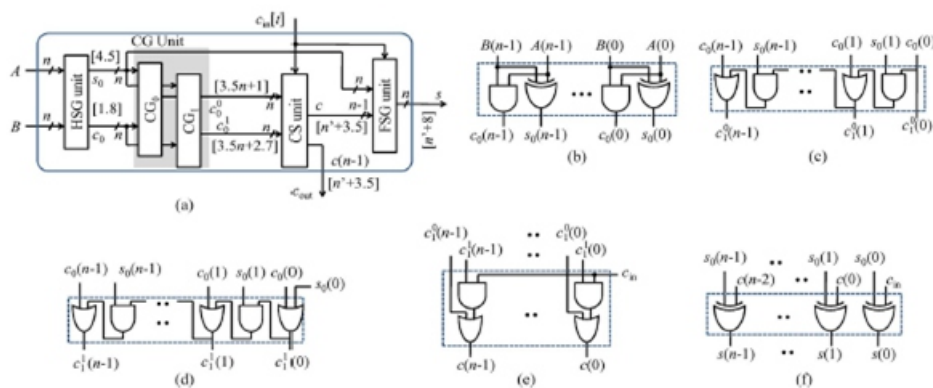 CG Unit
c_in[t]
A
n
HSG unit
[4.5]
s_0
n
CG_0
CG_1
[3.5n+1]
c_0^0
n
CS unit
c
n-1
[n'+3.5]
FSG unit
n
s
[n'+8]
B
n
[1.8]
c_0
n
c_0^1
n
[3.5n+2.7]
c(n-1)
[n'+3.5]
c_out
(a)
B(n-1) A(n-1) B(0) A(0)
c_0(n-1) s_0(n-1) c_0(0) s_0(0)
(b)
c_0(n-1) s_0(n-1) c_0(1) s_0(1) c_0(0)
c_1^0(n-1) c_1^0(1) c_1^0(0)
(c)
c_0(n-1) s_0(n-1) c_0(1) s_0(1) c_0(0) s_0(0)
c_1^1(n-1) c_1^1(1) c_1^1(0)
(d)
c_1^0(n-1) c_1^0(0)
c_1^1(n-1) c_1^1(0)
c_in
c(n-1) c(0)
(e)
s_0(n-1) s_0(1) s_0(0)
c(n-2) c(0) c_in
s(n-1) s(1) s(0)
(f)